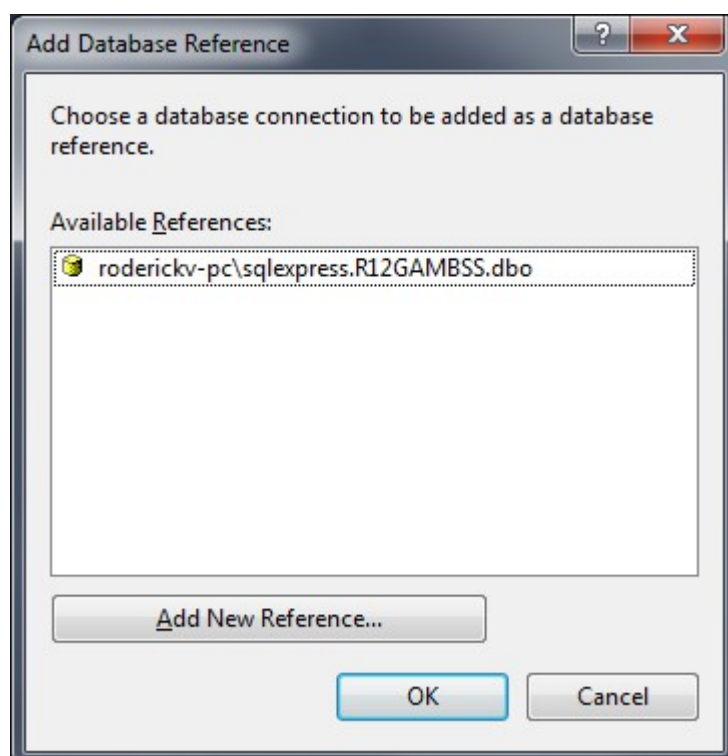 Add Database Reference
Choose a database connection to be added as a database
reference.
Available References:
roderickv-pc\sqlexpress.R12GAMBSS.dbo
Add New Reference...
OK Cancel